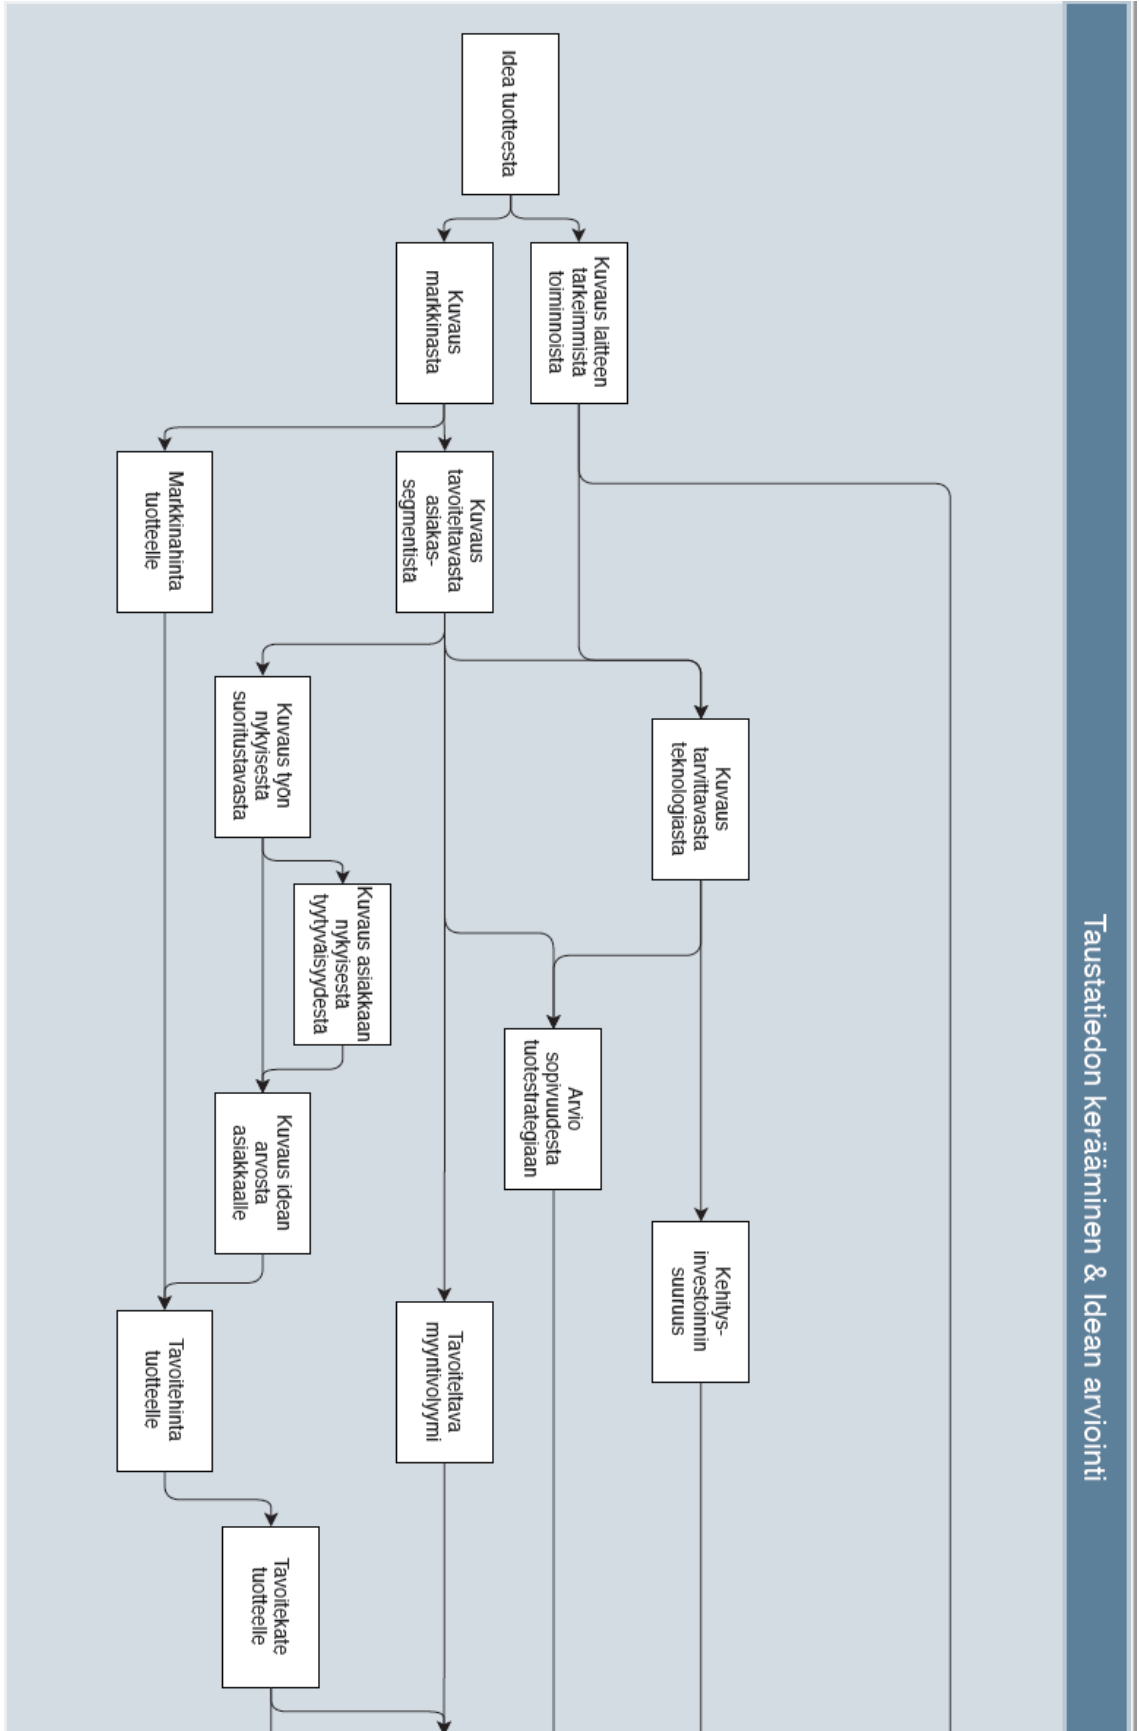 Taustatiedon kerääminen & Idean arviointi
Idea tuotteesta
Kuvaus laitteen
tärkeimmistä
toiminnoista
Kuvaus
markkinasta
Kuvaus
tavoiteltavasta
asiakas-
segmentistä
Markkinahinta
tuotteelle
Kuvaus
tarvittavasta
teknologiasta
Kuvaus työn
nykyisestä
suoritustavasta
Kuvaus asiakkaan
nykyisestä
tyytyväisyydestä
Arvio
sopivuudesta
tuotestrategiaan
Kuvaus idean
arvosta
asiakkaalle
Kehitys-
investoinnin
suuruus
Tavoiteltava
myyntivolyymi
Tavoitehinta
tuotteelle
Tavoitekate
tuotteelle